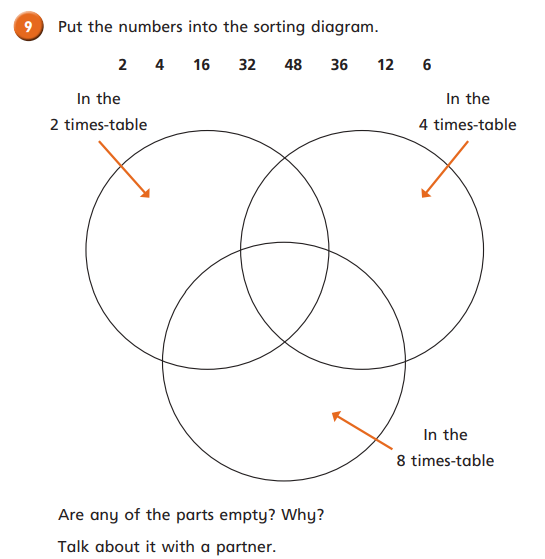 9 Put the numbers into the sorting diagram.
2 4 16 32 48 36 12 6
In the
2 times-table
In the
4 times-table
In the
8 times-table
Are any of the parts empty? Why?
Talk about it with a partner.